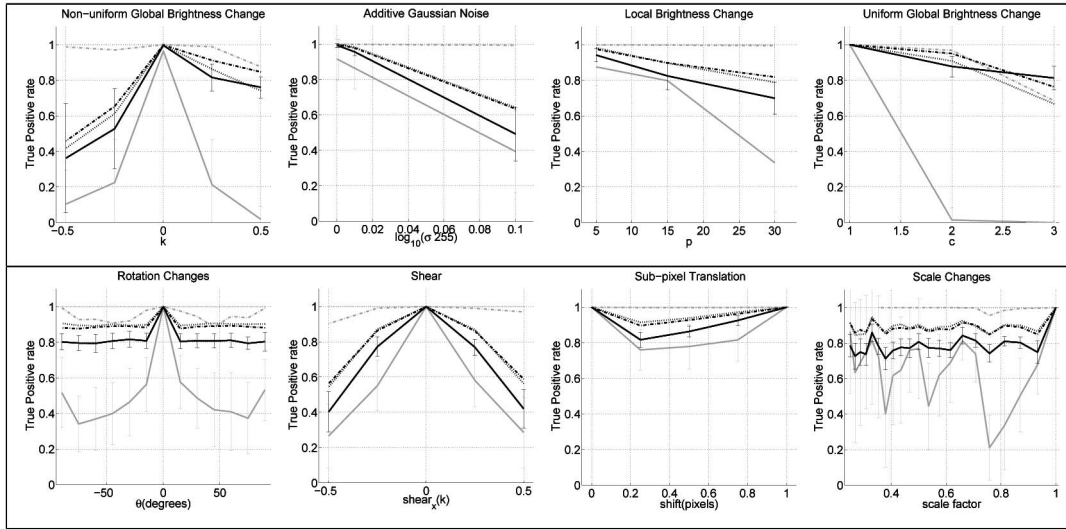 Non−uniform Global Brightness Change
Additive Gaussian Noise
Local Brightness Change
Uniform Global Brightness Change
True Positive rate
1
0.8
0.6
0.4
0.2
0
−0.5 0 0.5
k
True Positive rate
1
0.8
0.6
0.4
0.2
0
0 0.02 0.04 0.06 0.08 0.1
log10(σ 255)
True Positive rate
1
0.8
0.6
0.4
0.2
0
5 10 15 20 25 30
p
True Positive rate
1
0.8
0.6
0.4
0.2
0
1 1.5 2 2.5 3
c
Rotation Changes
Shear
Sub−pixel Translation
Scale Changes
True Positive rate
1
0.8
0.6
0.4
0.2
0
−50 0 50
θ(degrees)
True Positive rate
1
0.8
0.6
0.4
0.2
0
−0.5 0 0.5
shearx(k)
True Positive rate
1
0.8
0.6
0.4
0.2
0
0 0.2 0.4 0.6 0.8 1
shift(pixels)
True Positive rate
1
0.8
0.6
0.4
0.2
0
0.4 0.6 0.8 1
scale factor